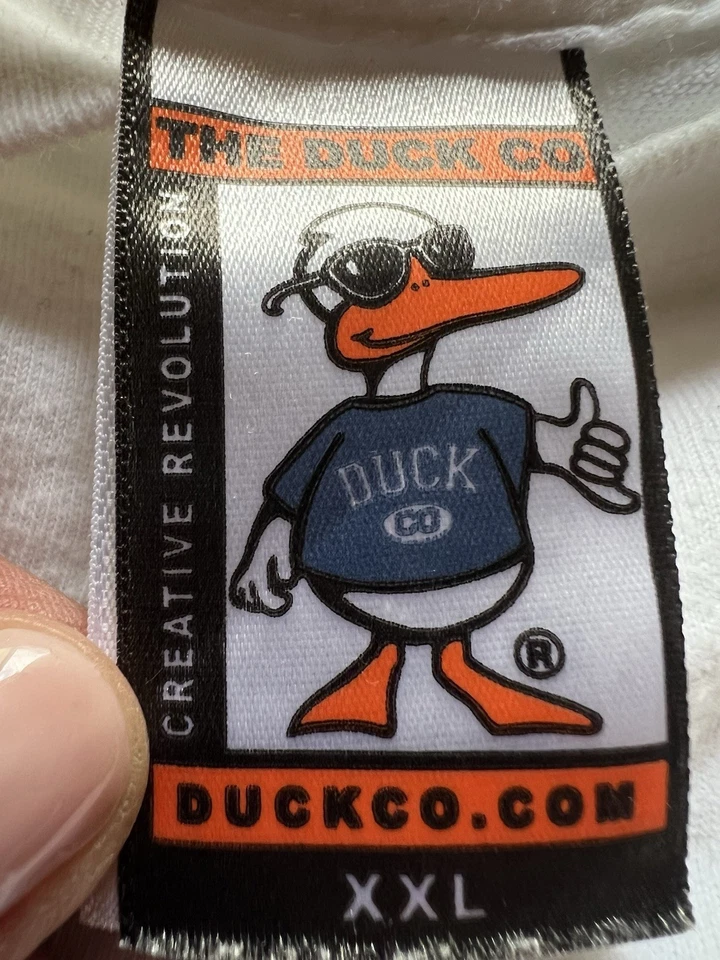 THE DUCK CO
CREATIVE REVOLUTION
DUCK
CO
®
DUCKCO.COM
XXL